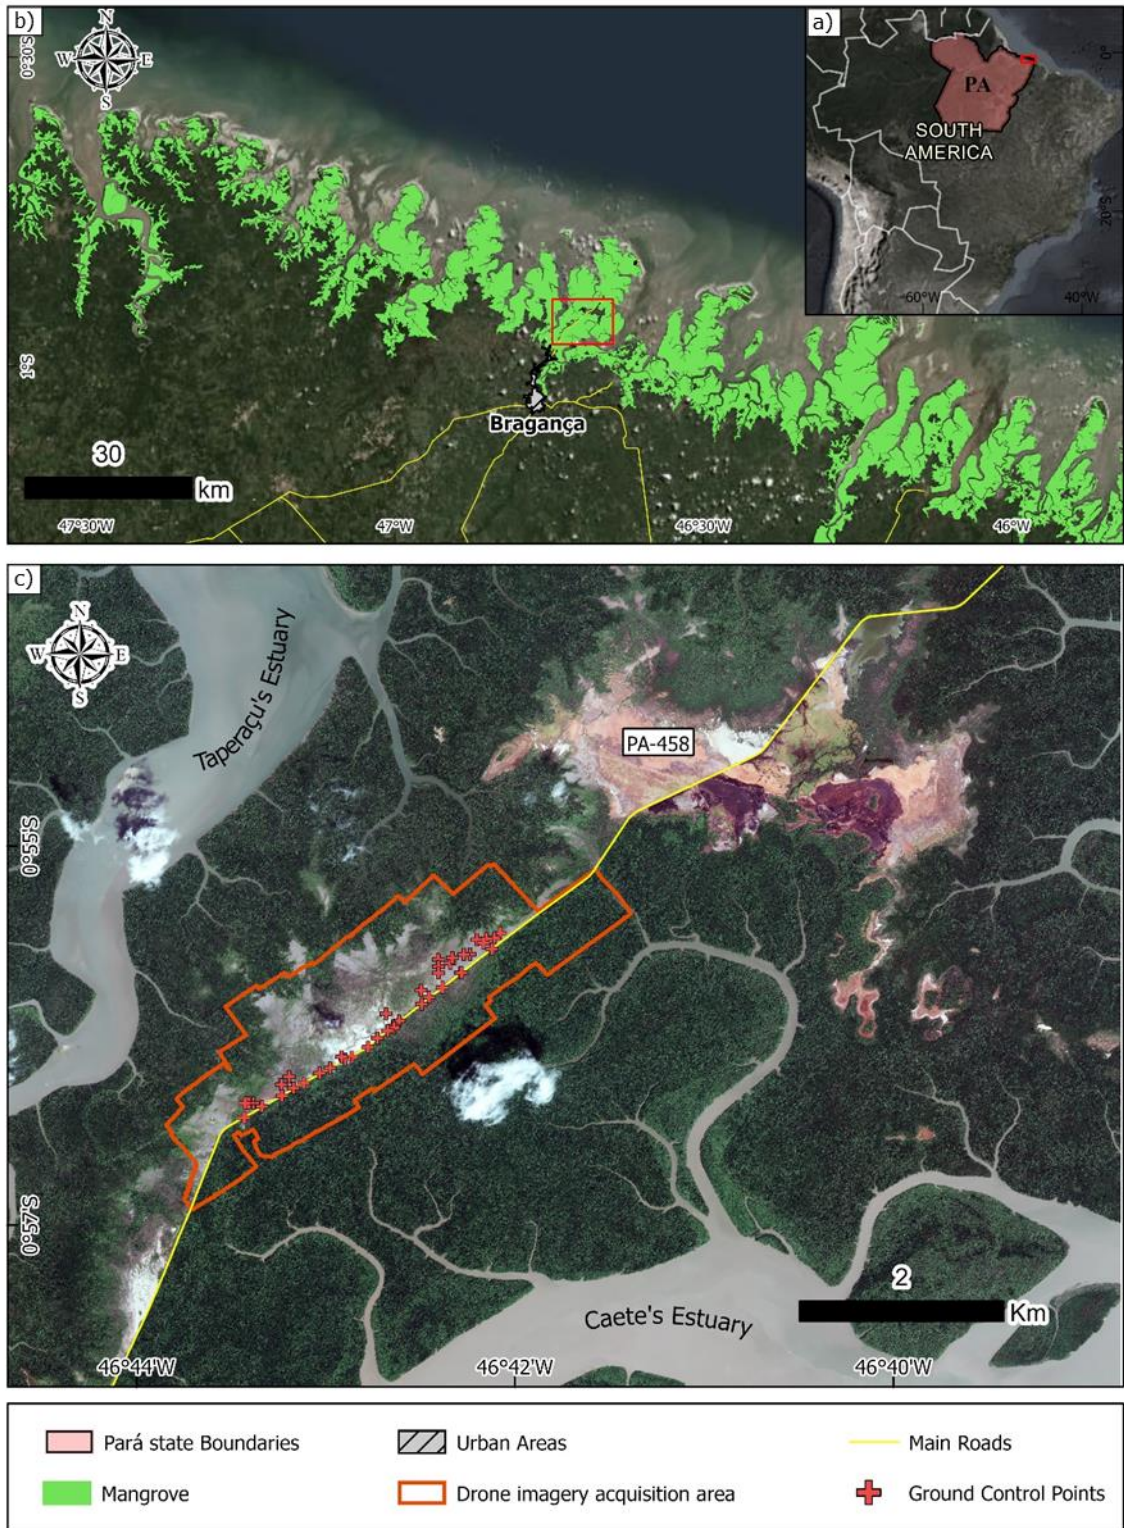 b)
N
W E
S
0°30'S
1°S
a)
PA
SOUTH
AMERICA
0°
20°S
60°W
40°W
Bragança
30
km
47°30'W
47°W
46°30'W
46°W
c)
N
W E
S
Taperaçu's Estuary
PA-458
0°55'S
0°57'S
2
Km
Caete's Estuary
46°44'W
46°42'W
46°40'W
Pará state Boundaries
Urban Areas
Main Roads
Mangrove
Drone imagery acquisition area
Ground Control Points